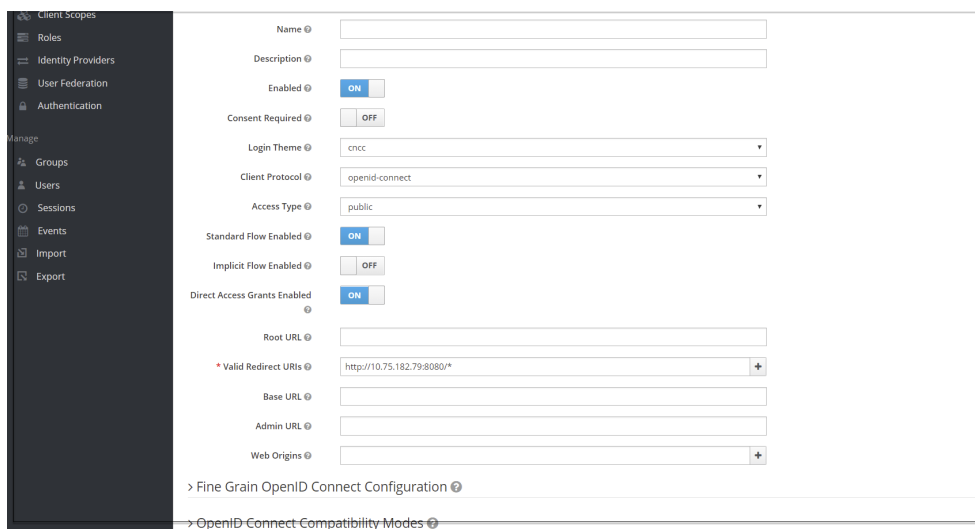 Client Scopes
Roles
Identity Providers
User Federation
Authentication
Manage
Groups
Users
Sessions
Events
Import
Export
Name
Description
Enabled ON
Consent Required OFF
Login Theme cncc
Client Protocol openid-connect
Access Type public
Standard Flow Enabled ON
Implicit Flow Enabled OFF
Direct Access Grants Enabled ON
Root URL
* Valid Redirect URIs http://10.75.182.79:8080/*
Base URL
Admin URL
Web Origins
> Fine Grain OpenID Connect Configuration
> OpenID Connect Compatibility Modes